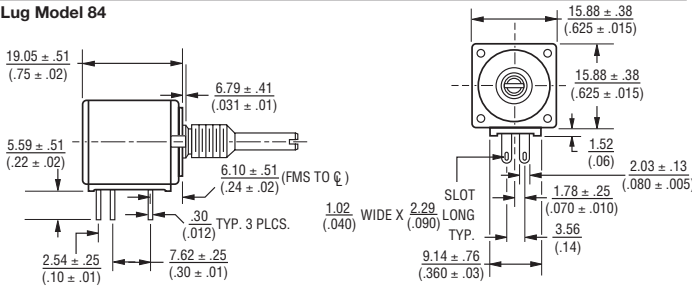 Lug Model 84
19.05 ± .51
(.75 ± .02)
6.79 ± .41
(.031 ± .01)
5.59 ± .51
(.22 ± .02)
6.10 ± .51
(.24 ± .02)
(FMS TO ℄)
.30
(.012)
TYP. 3 PLCS.
2.54 ± .25
(.10 ± .01)
7.62 ± .25
(.30 ± .01)
15.88 ± .38
(.625 ± .015)
15.88 ± .38
(.625 ± .015)
1.52
(.06)
2.03 ± .13
(.080 ± .005)
1.78 ± .25
(.070 ± .010)
SLOT
1.02
(.040)
WIDE X
2.29
(.090)
LONG
TYP.
3.56
(.14)
9.14 ± .76
(.360 ± .03)